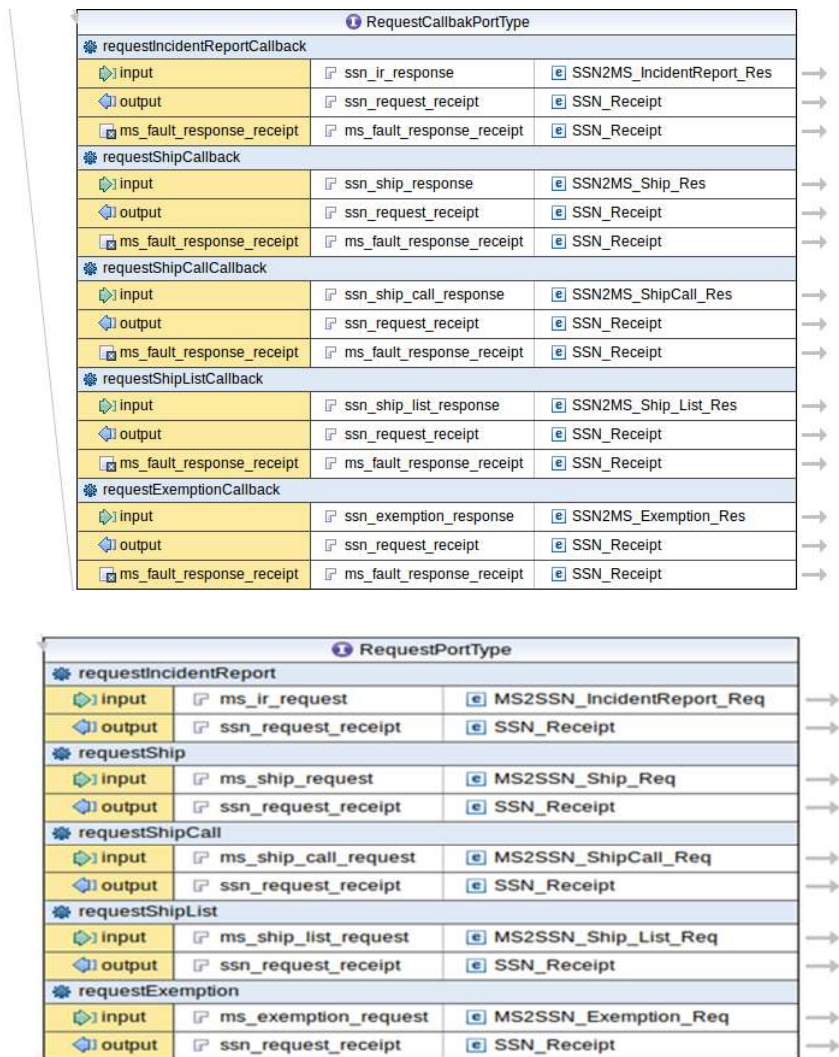 RequestCallbakPortType
requestIncidentReportCallback
input ssn_ir_response SSN2MS_IncidentReport_Res
output ssn_request_receipt SSN_Receipt
ms_fault_response_receipt ms_fault_response_receipt SSN_Receipt
requestShipCallback
input ssn_ship_response SSN2MS_Ship_Res
output ssn_request_receipt SSN_Receipt
ms_fault_response_receipt ms_fault_response_receipt SSN_Receipt
requestShipCallCallback
input ssn_ship_call_response SSN2MS_ShipCall_Res
output ssn_request_receipt SSN_Receipt
ms_fault_response_receipt ms_fault_response_receipt SSN_Receipt
requestShipListCallback
input ssn_ship_list_response SSN2MS_Ship_List_Res
output ssn_request_receipt SSN_Receipt
ms_fault_response_receipt ms_fault_response_receipt SSN_Receipt
requestExemptionCallback
input ssn_exemption_response SSN2MS_Exemption_Res
output ssn_request_receipt SSN_Receipt
ms_fault_response_receipt ms_fault_response_receipt SSN_Receipt
RequestPortType
requestIncidentReport
input ms_ir_request MS2SSN_IncidentReport_Req
output ssn_request_receipt SSN_Receipt
requestShip
input ms_ship_request MS2SSN_Ship_Req
output ssn_request_receipt SSN_Receipt
requestShipCall
input ms_ship_call_request MS2SSN_ShipCall_Req
output ssn_request_receipt SSN_Receipt
requestShipList
input ms_ship_list_request MS2SSN_Ship_List_Req
output ssn_request_receipt SSN_Receipt
requestExemption
input ms_exemption_request MS2SSN_Exemption_Req
output ssn_request_receipt SSN_Receipt